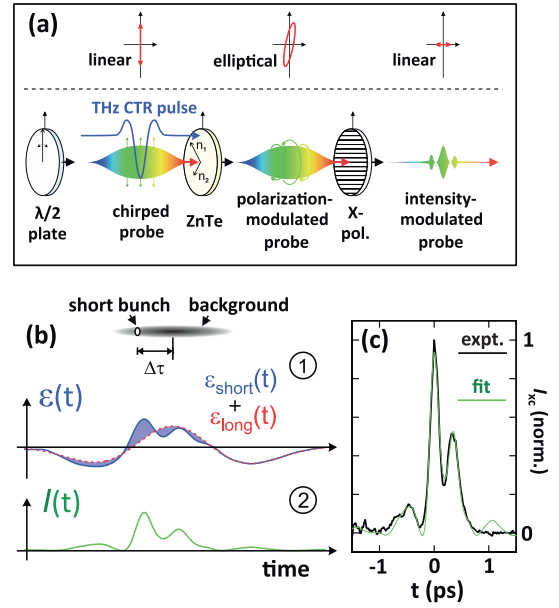 (a)
linear
elliptical
linear
THz CTR pulse
n1
n2
λ/2
plate
chirped
probe
ZnTe
polarization-
modulated
probe
X-
pol.
intensity-
modulated
probe
(b)
short bunch
background
Δτ
1
ε(t)
εshort(t)
+
εlong(t)
2
I(t)
time
(c)
expt.
fit
1
Ixc (norm.)
0
-1
0
1
t (ps)